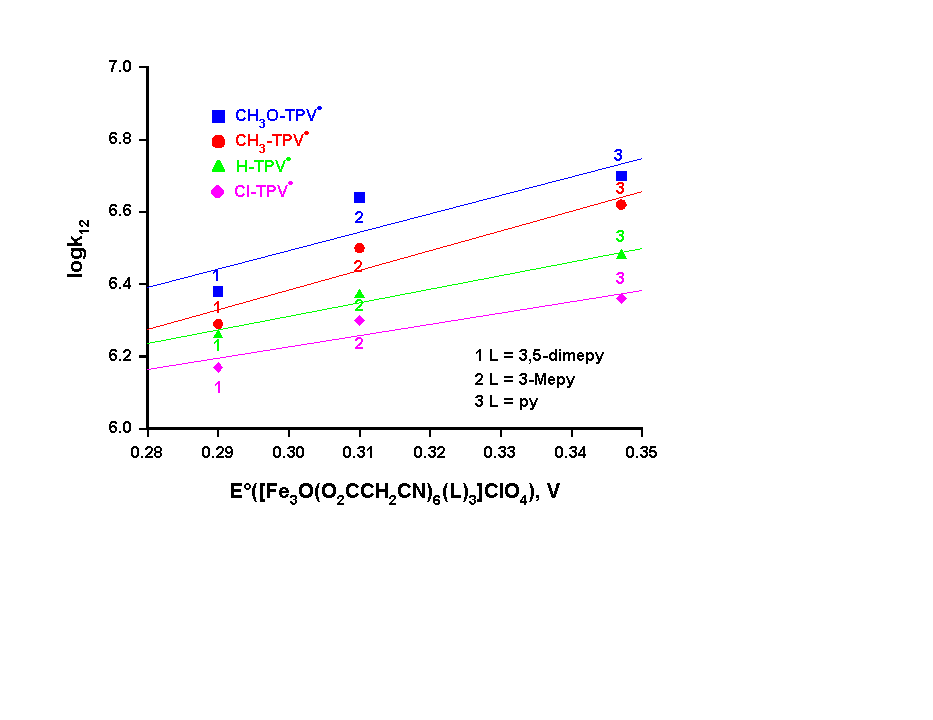 7.0
6.8
6.6
6.4
6.2
6.0
logk12
CH3O-TPV•
CH3-TPV•
H-TPV•
Cl-TPV•
1
2
3
1
2
3
1
2
3
1
2
3
1 L = 3,5-dimepy
2 L = 3-Mepy
3 L = py
0.28 0.29 0.30 0.31 0.32 0.33 0.34 0.35
E°([Fe3O(O2CCH2CN)6(L)3]ClO4), V